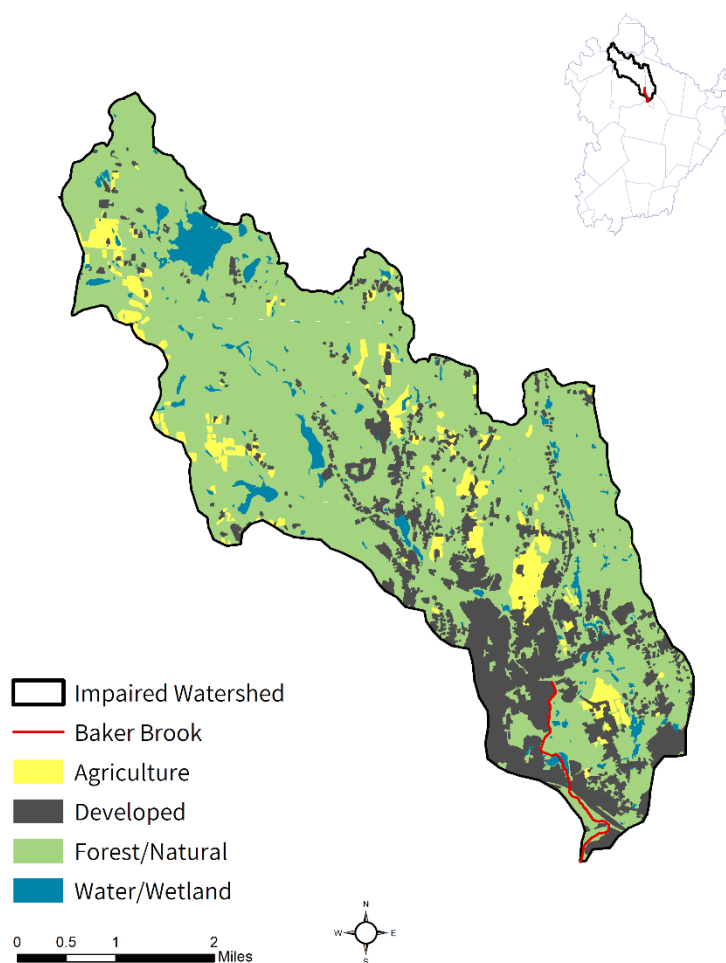 Impaired Watershed
Baker Brook
Agriculture
Developed
Forest/Natural
Water/Wetland
N
W E
S
0 0.5 1 2
Miles